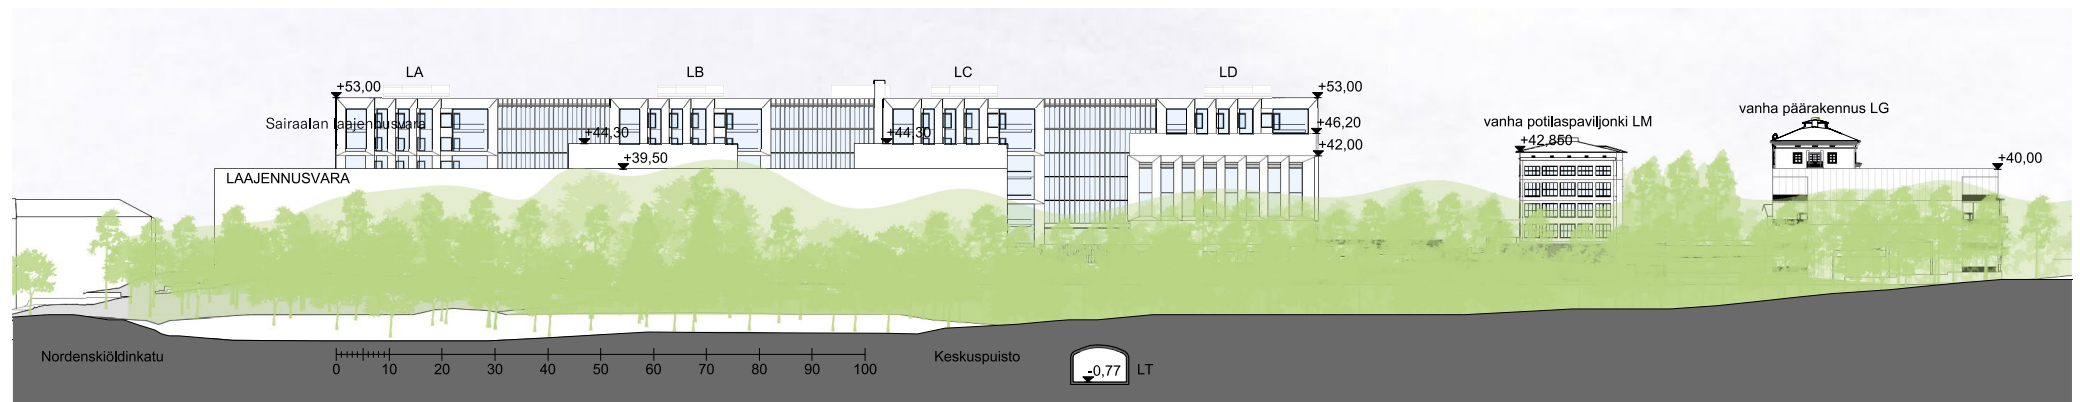 LA
LB
LC
LD
+53,00
+53,00
vanha päärakennus LG
Sairaalan laajennusvara
+44,30
+44,30
+46,20
vanha potilaspaviljonki LM
+42,850
+42,00
+39,50
+40,00
LAAJENNUSVARA
Nordenskiöldinkatu
0 10 20 30 40 50 60 70 80 90 100
Keskuspuisto
-0,77
LT